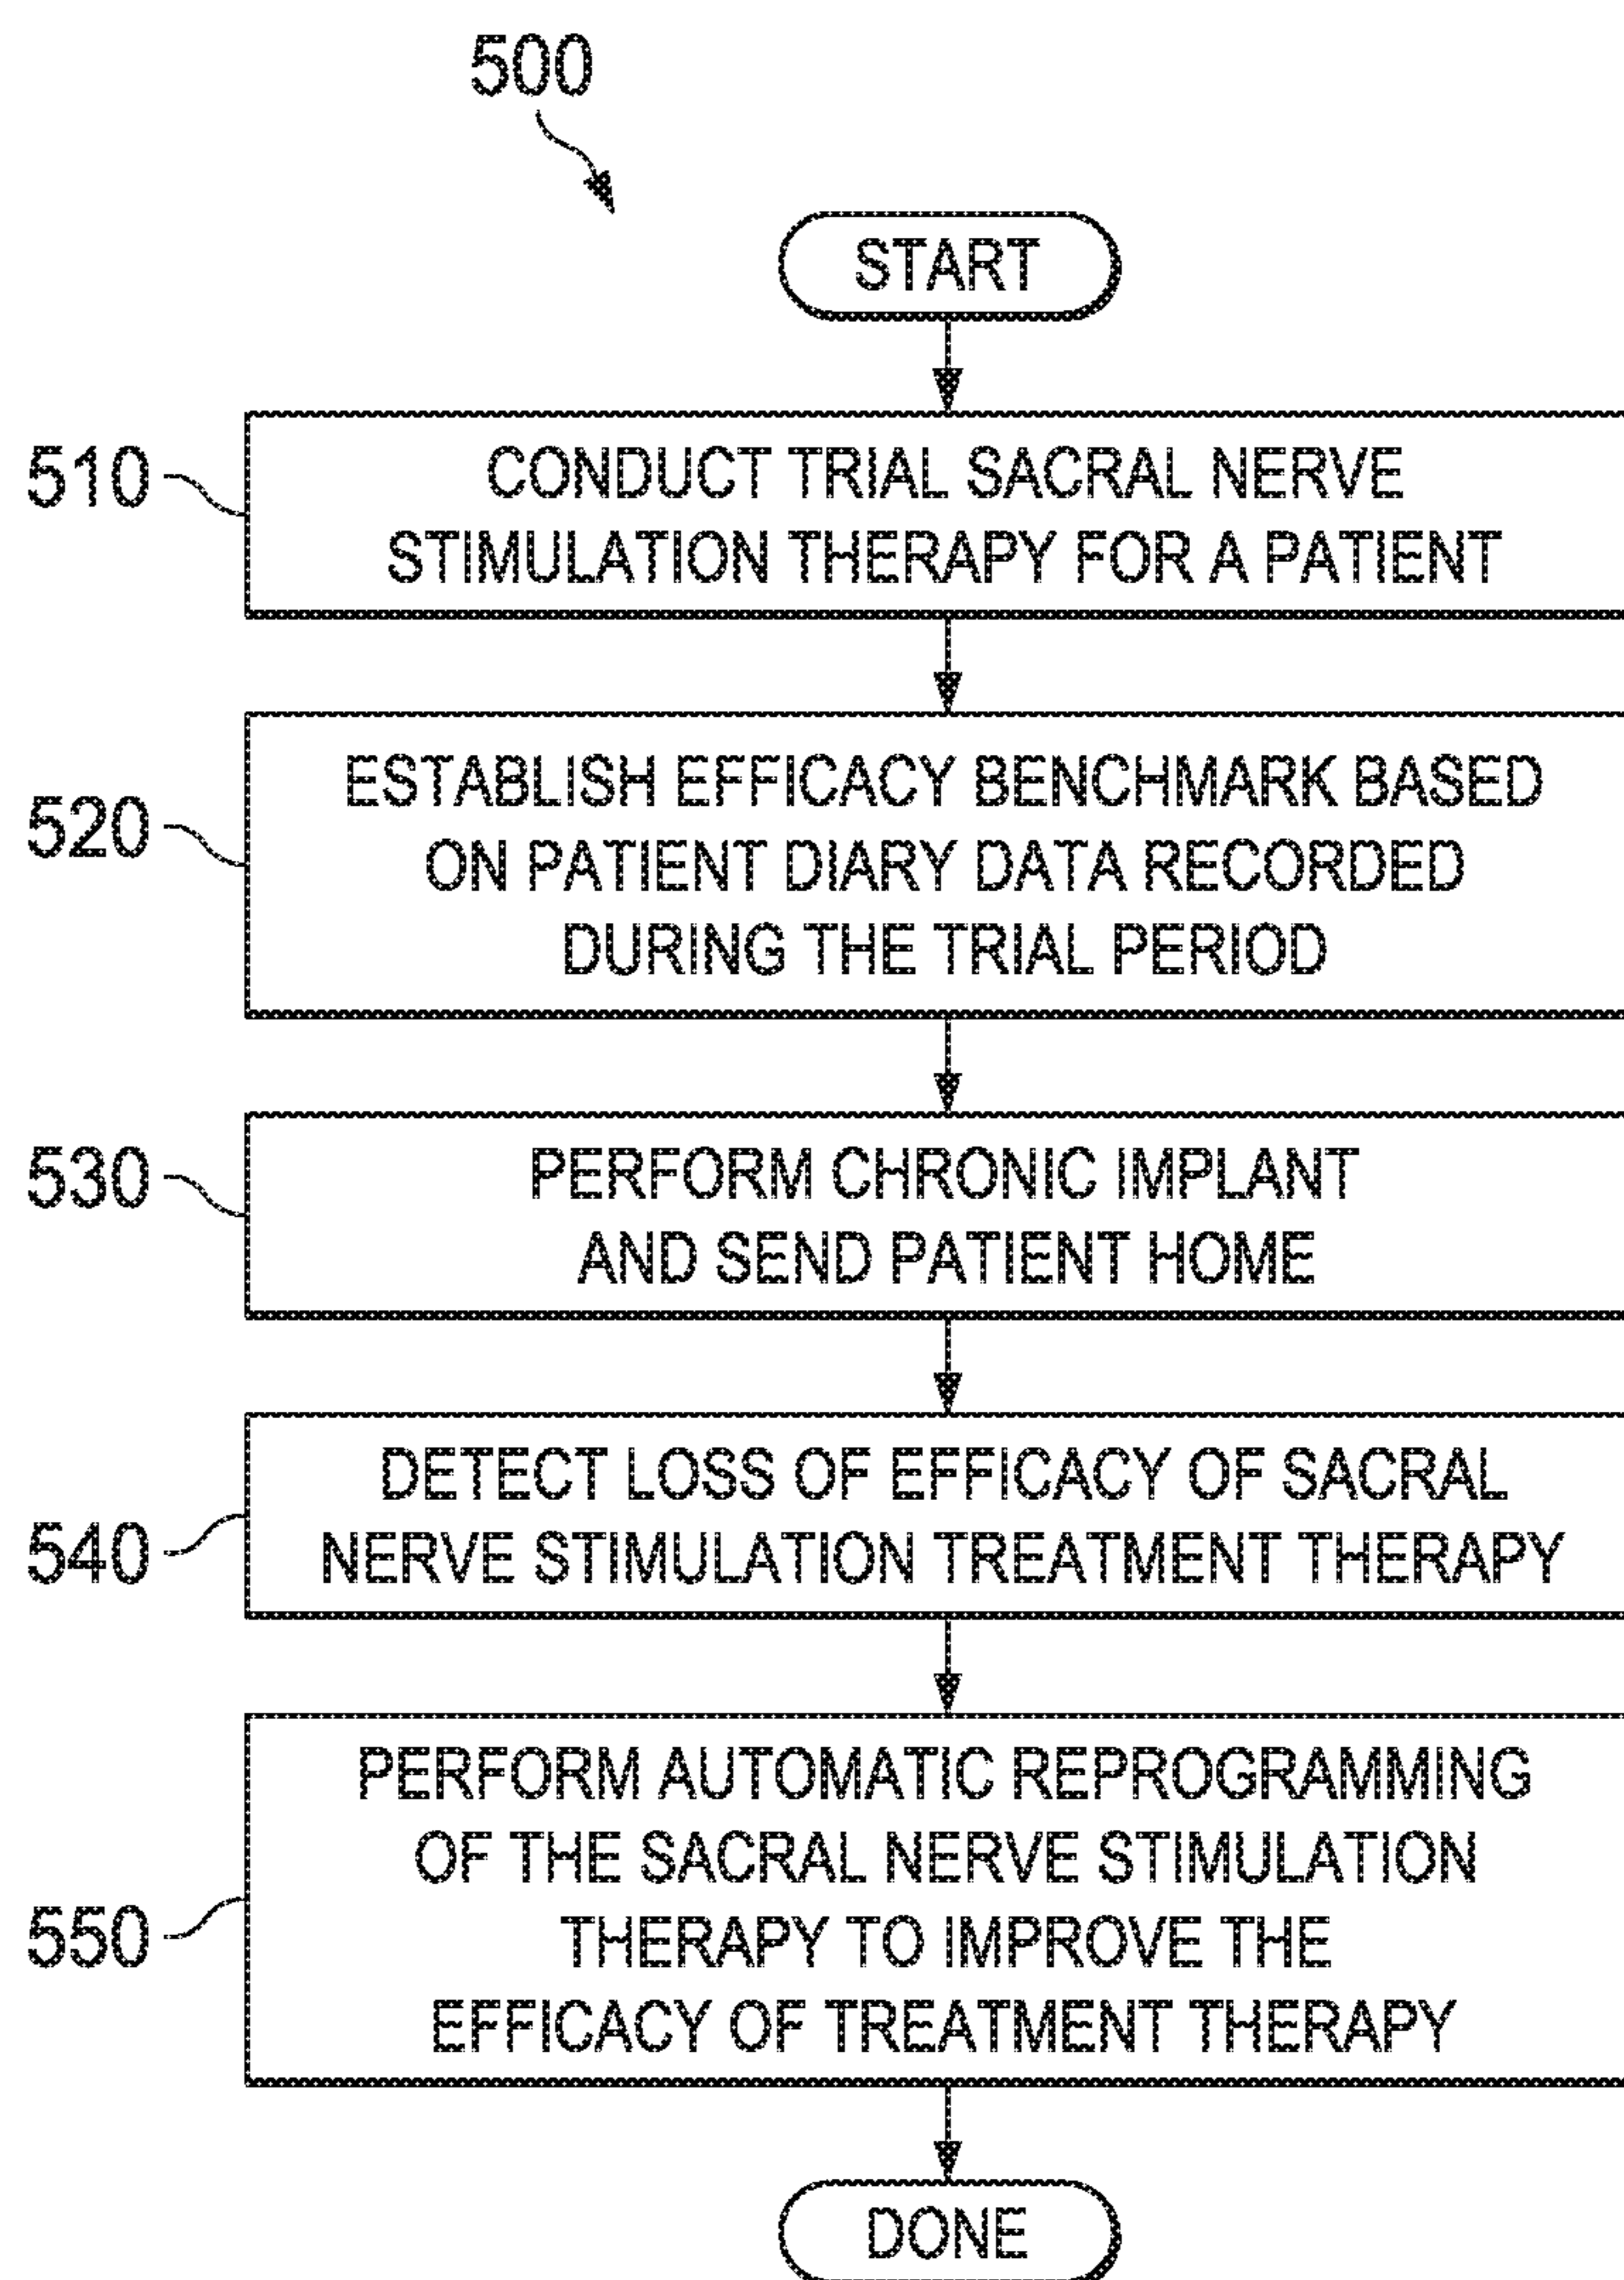 500
START
510
CONDUCT TRIAL SACRAL NERVE
STIMULATION THERAPY FOR A PATIENT
520
ESTABLISH EFFICACY BENCHMARK BASED
ON PATIENT DIARY DATA RECORDED
DURING THE TRIAL PERIOD
530
PERFORM CHRONIC IMPLANT
AND SEND PATIENT HOME
540
DETECT LOSS OF EFFICACY OF SACRAL
NERVE STIMULATION TREATMENT THERAPY
550
PERFORM AUTOMATIC REPROGRAMMING
OF THE SACRAL NERVE STIMULATION
THERAPY TO IMPROVE THE
EFFICACY OF TREATMENT THERAPY
DONE